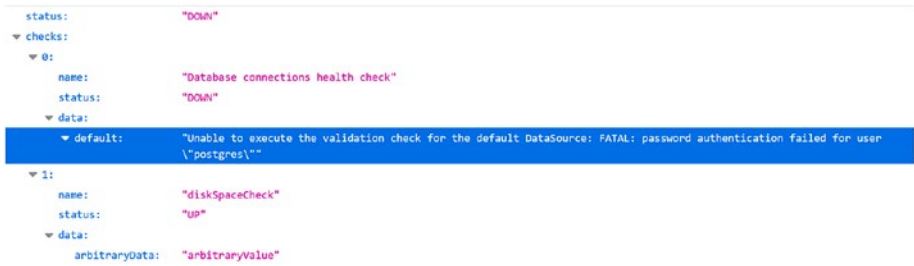 status: "DOWN"
checks:
0:
name: "Database connections health check"
status: "DOWN"
data:
default: "Unable to execute the validation check for the default DataSource: FATAL: password authentication failed for user
\"postgres\""
1:
name: "diskSpaceCheck"
status: "UP"
data:
arbitraryData: "arbitraryValue"